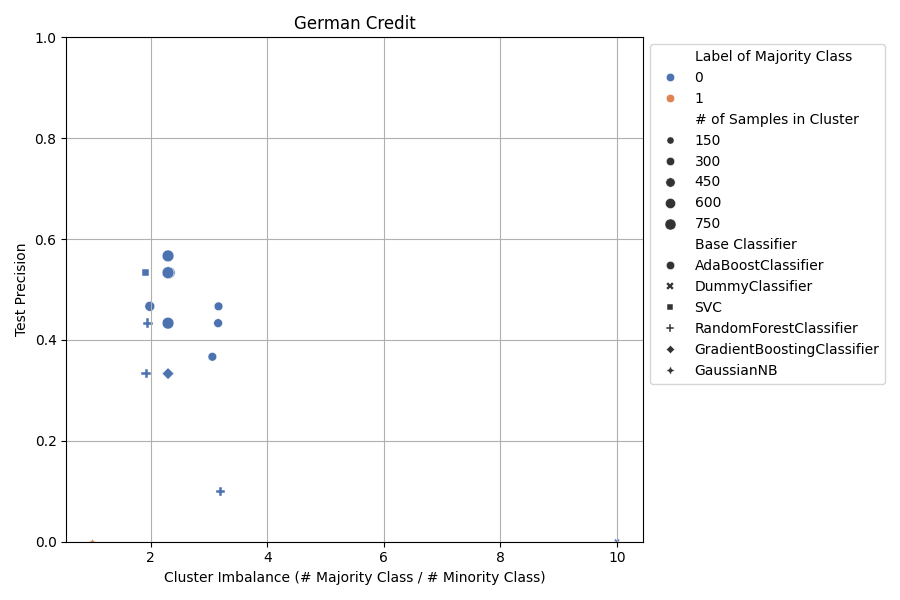 German Credit
1.0
0.8
0.6
0.4
0.2
0.0
Test Precision
2
4
6
8
10
Cluster Imbalance (# Majority Class / # Minority Class)
Label of Majority Class
0
1
# of Samples in Cluster
150
300
450
600
750
Base Classifier
AdaBoostClassifier
DummyClassifier
SVC
RandomForestClassifier
GradientBoostingClassifier
GaussianNB